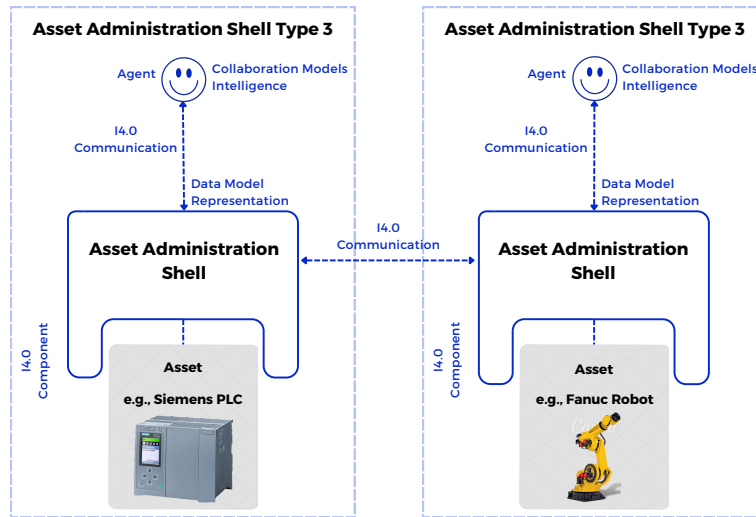 Asset Administration Shell Type 3
Agent
Collaboration Models
Intelligence
I4.0
Communication
Data Model
Representation
Asset Administration
Shell
I4.0
Component
Asset
e.g., Siemens PLC
I4.0
Communication
Asset Administration Shell Type 3
Agent
Collaboration Models
Intelligence
I4.0
Communication
Data Model
Representation
Asset Administration
Shell
I4.0
Component
Asset
e.g., Fanuc Robot